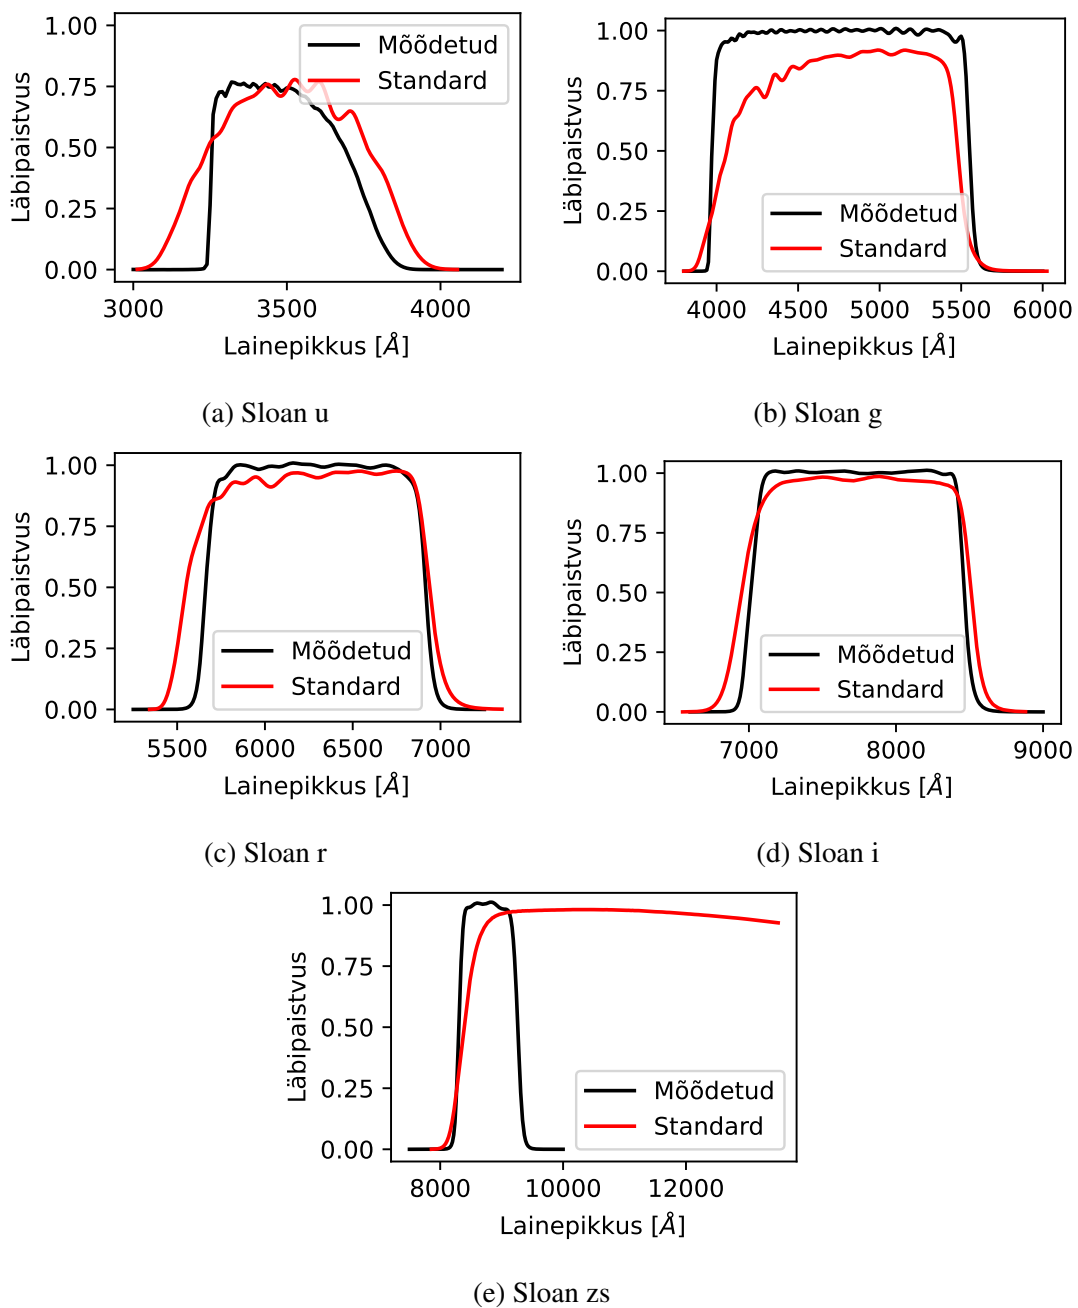 1.00
0.75
0.50
0.25
0.00
Läbipaistvus
Mõõdetud
Standard
3000 3500 4000
Lainepikkus [Å]
(a) Sloan u
1.00
0.75
0.50
0.25
0.00
Läbipaistvus
Mõõdetud
Standard
4000 4500 5000 5500 6000
Lainepikkus [Å]
(b) Sloan g
1.00
0.75
0.50
0.25
0.00
Läbipaistvus
Mõõdetud
Standard
5500 6000 6500 7000
Lainepikkus [Å]
(c) Sloan r
1.00
0.75
0.50
0.25
0.00
Läbipaistvus
Mõõdetud
Standard
7000 8000 9000
Lainepikkus [Å]
(d) Sloan i
1.00
0.75
0.50
0.25
0.00
Läbipaistvus
Mõõdetud
Standard
8000 10000 12000
Lainepikkus [Å]
(e) Sloan zs